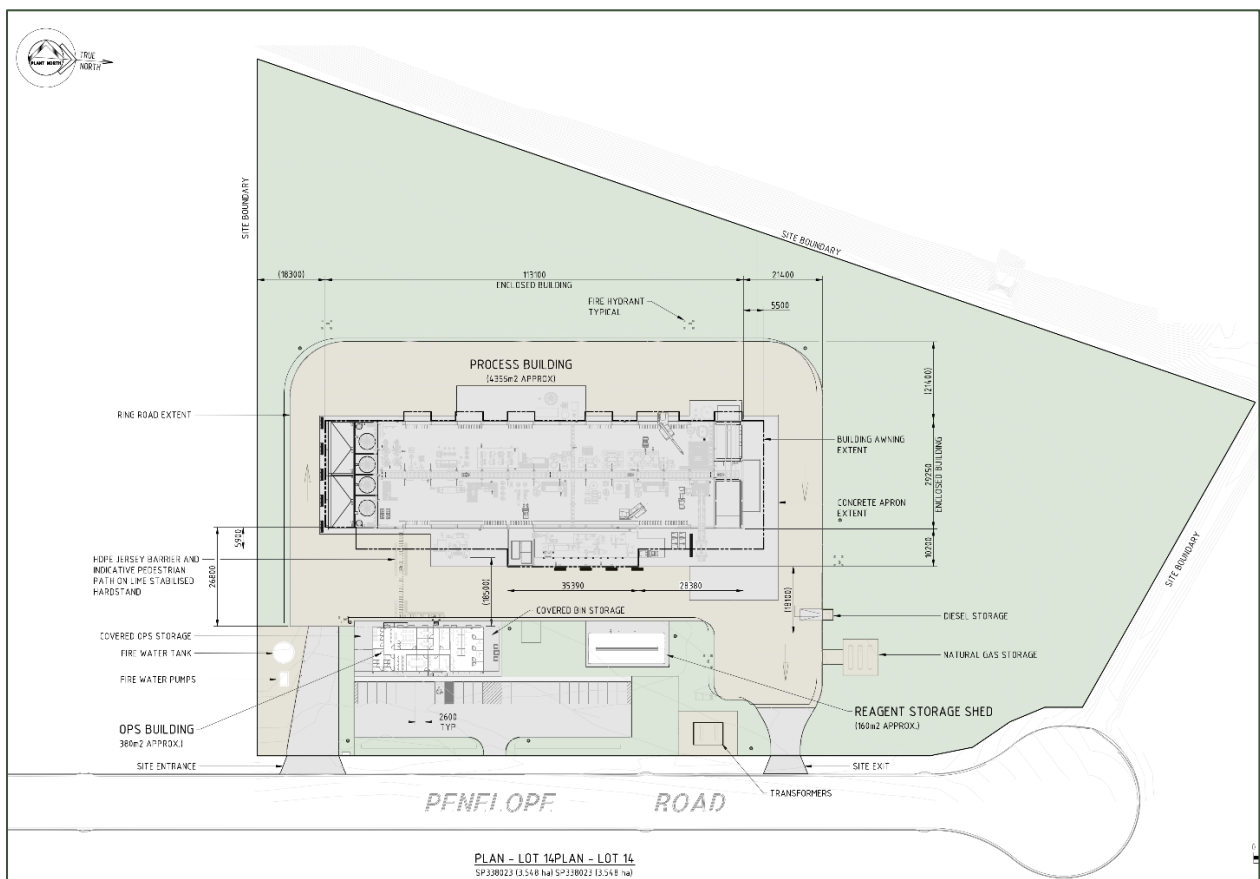 PLANT NORTH
TRUE
NORTH
SITE BOUNDARY
SITE BOUNDARY
(18300)
113100
ENCLOSED BUILDING
21400
5500
FIRE HYDRANT
TYPICAL
PROCESS BUILDING
(4355m2 APPROX)
(21400)
RING ROAD EXTENT
BUILDING AWNING
EXTENT
29250
ENCLOSED BUILDING
CONCRETE APRON
EXTENT
5900
10200
HDPE JERSEY BARRIER AND
INDICATIVE PEDESTRIAN
PATH ON LIME STABILISED
HARDSTAND
26800
(18500)
35390
28380
(18100)
SITE BOUNDARY
COVERED BIN STORAGE
DIESEL STORAGE
COVERED OPS STORAGE
FIRE WATER TANK
NATURAL GAS STORAGE
FIRE WATER PUMPS
REAGENT STORAGE SHED
(160m2 APPROX.)
2600
TYP
OPS BUILDING
380m2 APPROX.)
SITE ENTRANCE
SITE EXIT
TRANSFORMERS
PENELOPE ROAD
PLAN - LOT 14PLAN - LOT 14
SP338023 (3.548 ha) SP338023 (3.548 ha)
0